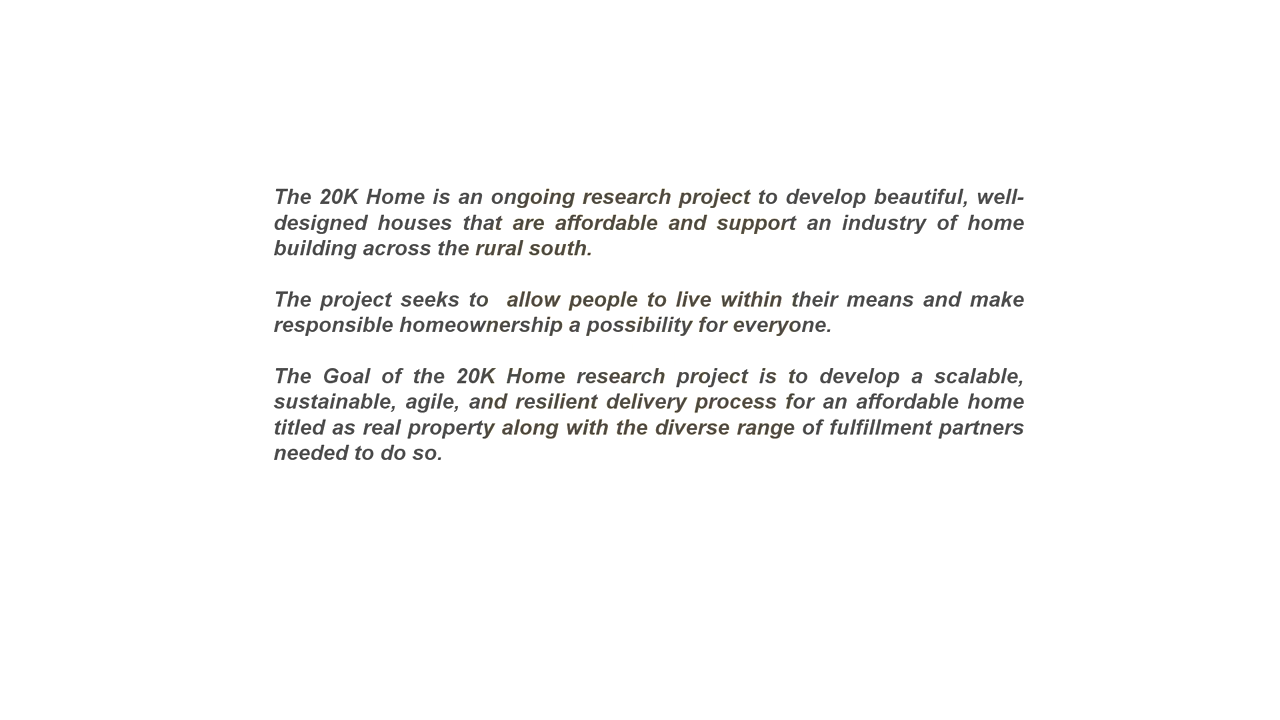 The 20K Home is an ongoing research project to develop beautiful, well-
designed houses that are affordable and support an industry of home
building across the rural south.
The project seeks to  allow people to live within their means and make
responsible homeownership a possibility for everyone.
The Goal of the 20K Home research project is to develop a scalable,
sustainable, agile, and resilient delivery process for an affordable home
titled as real property along with the diverse range of fulfillment partners
needed to do so.